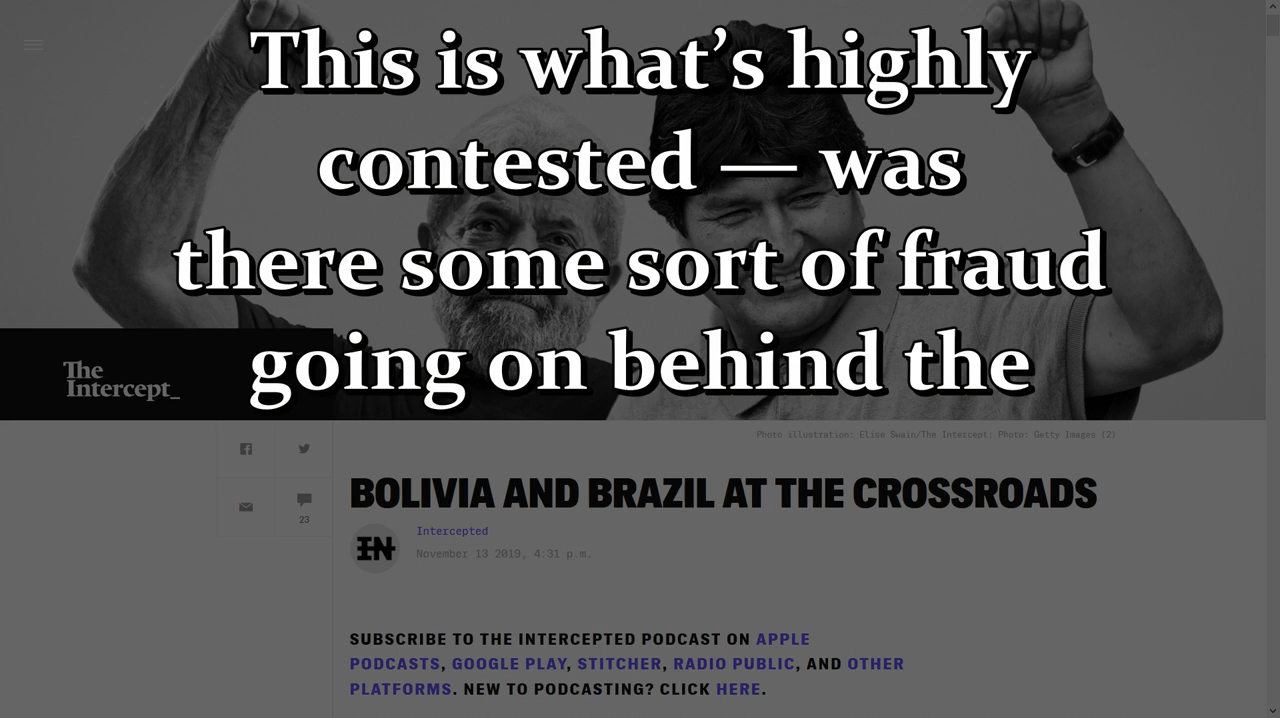 This is what’s highly
contested — was
there some sort of fraud
going on behind the
The
Intercept_
Photo illustration: Elise Swain/The Intercept; Photo: Getty Images (2)
23
BOLIVIA AND BRAZIL AT THE CROSSROADS
IN
Intercepted
November 13 2019, 4:31 p.m.
SUBSCRIBE TO THE INTERCEPTED PODCAST ON APPLE
PODCASTS, GOOGLE PLAY, STITCHER, RADIO PUBLIC, AND OTHER
PLATFORMS. NEW TO PODCASTING? CLICK HERE.